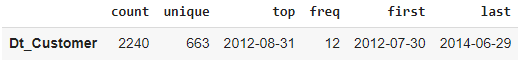 count unique top freq first last
Dt_Customer 2240 663 2012-08-31 12 2012-07-30 2014-06-29